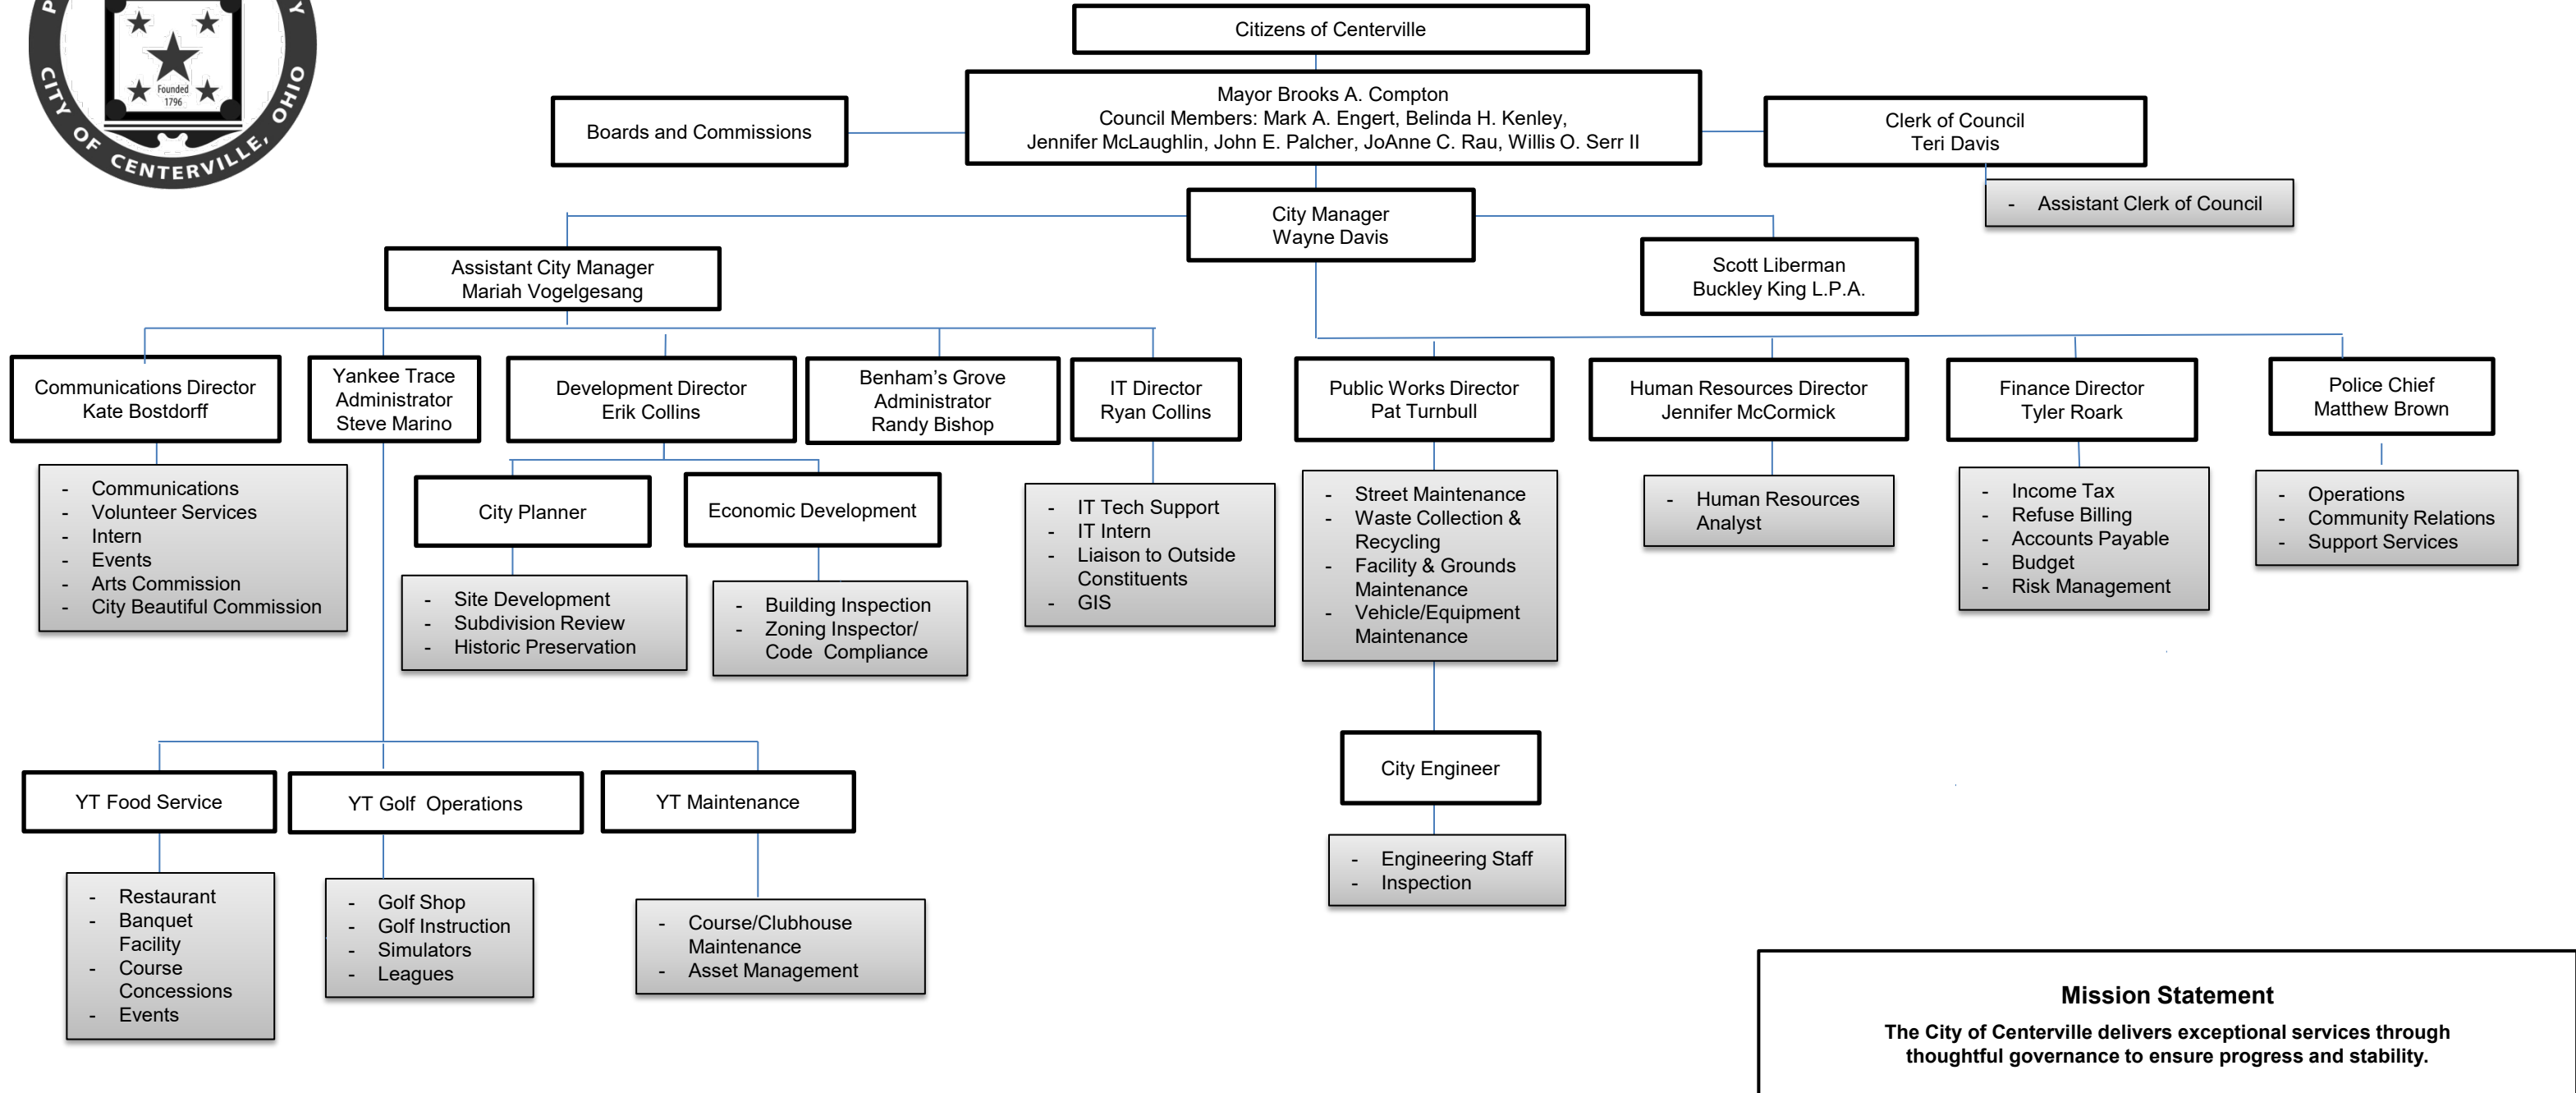 CITY OF CENTERVILLE, OHIO
Founded
1796
Citizens of Centerville
Mayor Brooks A. Compton
Council Members: Mark A. Engert, Belinda H. Kenley,
Jennifer McLaughlin, John E. Palcher, JoAnne C. Rau, Willis O. Serr II
Boards and Commissions
Clerk of Council
Teri Davis
- Assistant Clerk of Council
City Manager
Wayne Davis
Assistant City Manager
Mariah Vogelgesang
Scott Liberman
Buckley King L.P.A.
Communications Director
Kate Bostdorff
Yankee Trace
Administrator
Steve Marino
Development Director
Erik Collins
Benham’s Grove
Administrator
Randy Bishop
IT Director
Ryan Collins
Public Works Director
Pat Turnbull
Human Resources Director
Jennifer McCormick
Finance Director
Tyler Roark
Police Chief
Matthew Brown
- Communications
- Volunteer Services
- Intern
- Events
- Arts Commission
- City Beautiful Commission
City Planner
Economic Development
- Site Development
- Subdivision Review
- Historic Preservation
- Building Inspection
- Zoning Inspector/
Code Compliance
- IT Tech Support
- IT Intern
- Liaison to Outside
Constituents
- GIS
- Street Maintenance
- Waste Collection &
Recycling
- Facility & Grounds
Maintenance
- Vehicle/Equipment
Maintenance
- Human Resources
Analyst
- Income Tax
- Refuse Billing
- Accounts Payable
- Budget
- Risk Management
- Operations
- Community Relations
- Support Services
YT Food Service
YT Golf Operations
YT Maintenance
City Engineer
- Restaurant
- Banquet
Facility
- Course
Concessions
- Events
- Golf Shop
- Golf Instruction
- Simulators
- Leagues
- Course/Clubhouse
Maintenance
- Asset Management
- Engineering Staff
- Inspection
Mission Statement
The City of Centerville delivers exceptional services through
thoughtful governance to ensure progress and stability.